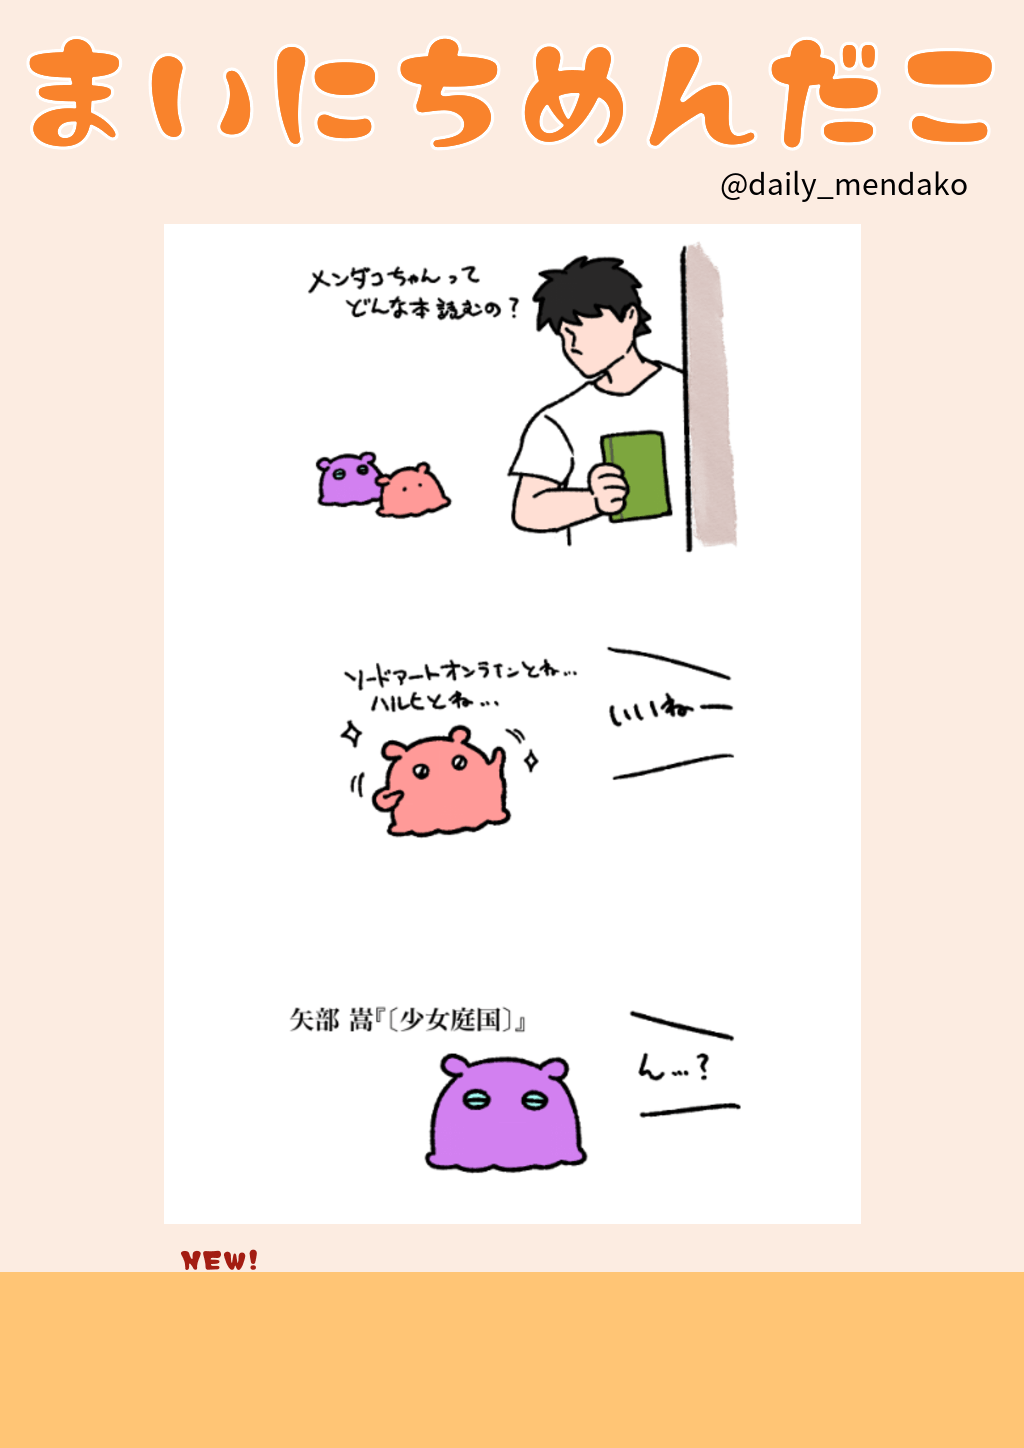 まいにちめんだこ
@daily_mendako
メンダコちゃんって
どんな本読むの？
ソードアートオンラインとね…
ハルヒとね…
いいねー
矢部 嵩『〔少女庭国〕』
ん…？
NEW!